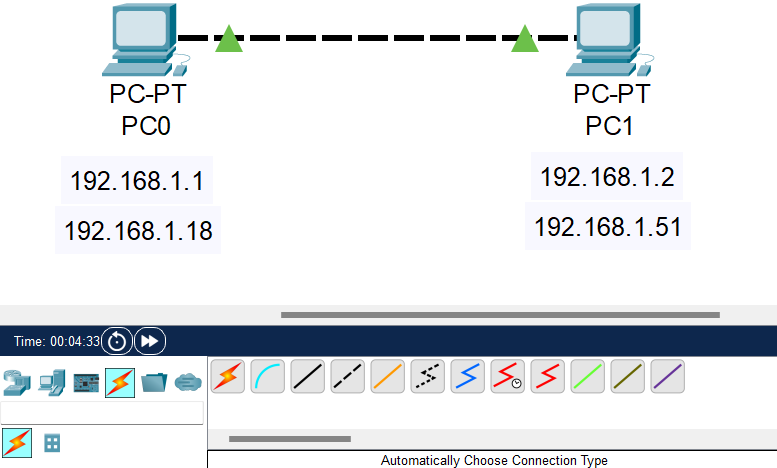 PC-PT
PC0
PC-PT
PC1
192.168.1.1
192.168.1.18
192.168.1.2
192.168.1.51
Time: 00:04:33
Automatically Choose Connection Type